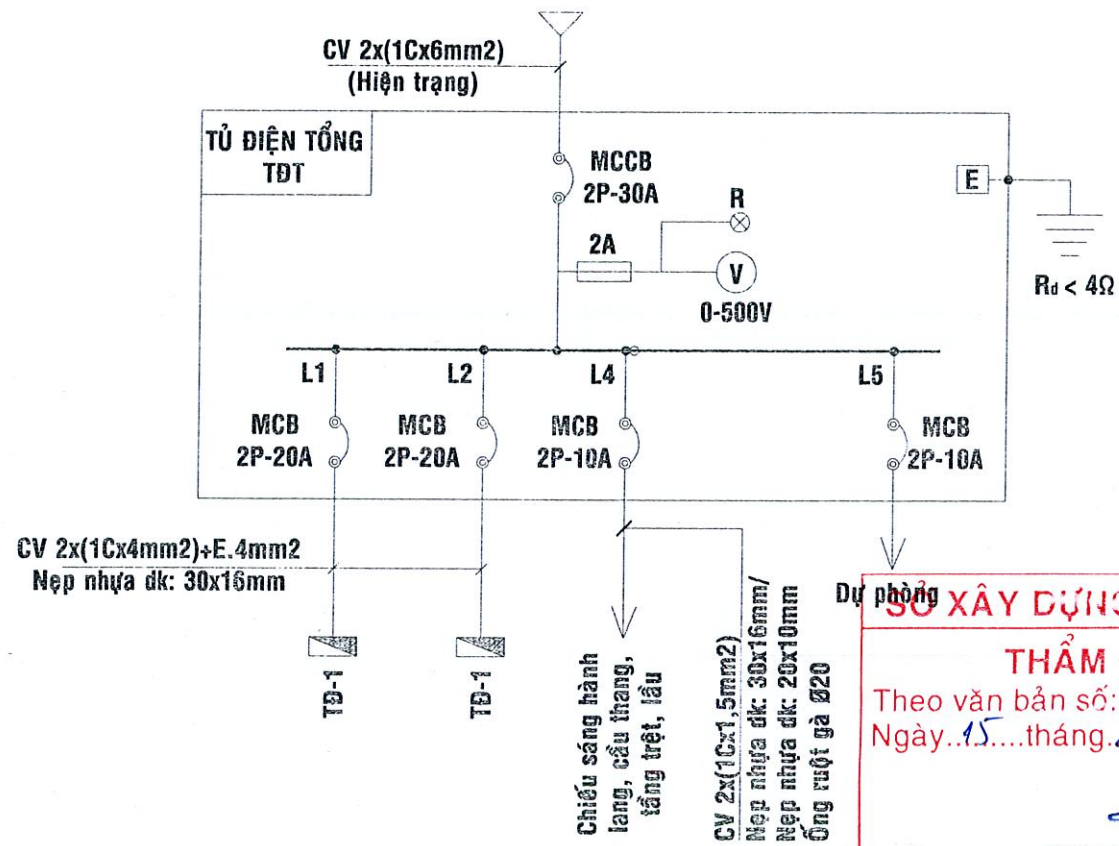 CV 2x(1Cx6mm2)
(Hiện trạng)
TỦ ĐIỆN TỔNG
TĐT
MCCB
2P-30A
E
R
2A
V
0-500V
Rđ < 4Ω
L1
L2
L4
L5
MCB
2P-20A
MCB
2P-20A
MCB
2P-10A
MCB
2P-10A
CV 2x(1Cx4mm2)+E.4mm2
Nẹp nhựa dk: 30x16mm
TĐ-1
TĐ-1
Chiếu sáng hành
lang, cầu thang,
tầng trệt, lầu
CV 2x(1Cx1,5mm2)
Nẹp nhựa dk: 30x16mm/
Nẹp nhựa dk: 20x10mm
Ống ruột gà Ø20
Dự phòng
SỞ XÂY DỰNG
THẨM
Theo văn bản số:
Ngày..15....tháng.